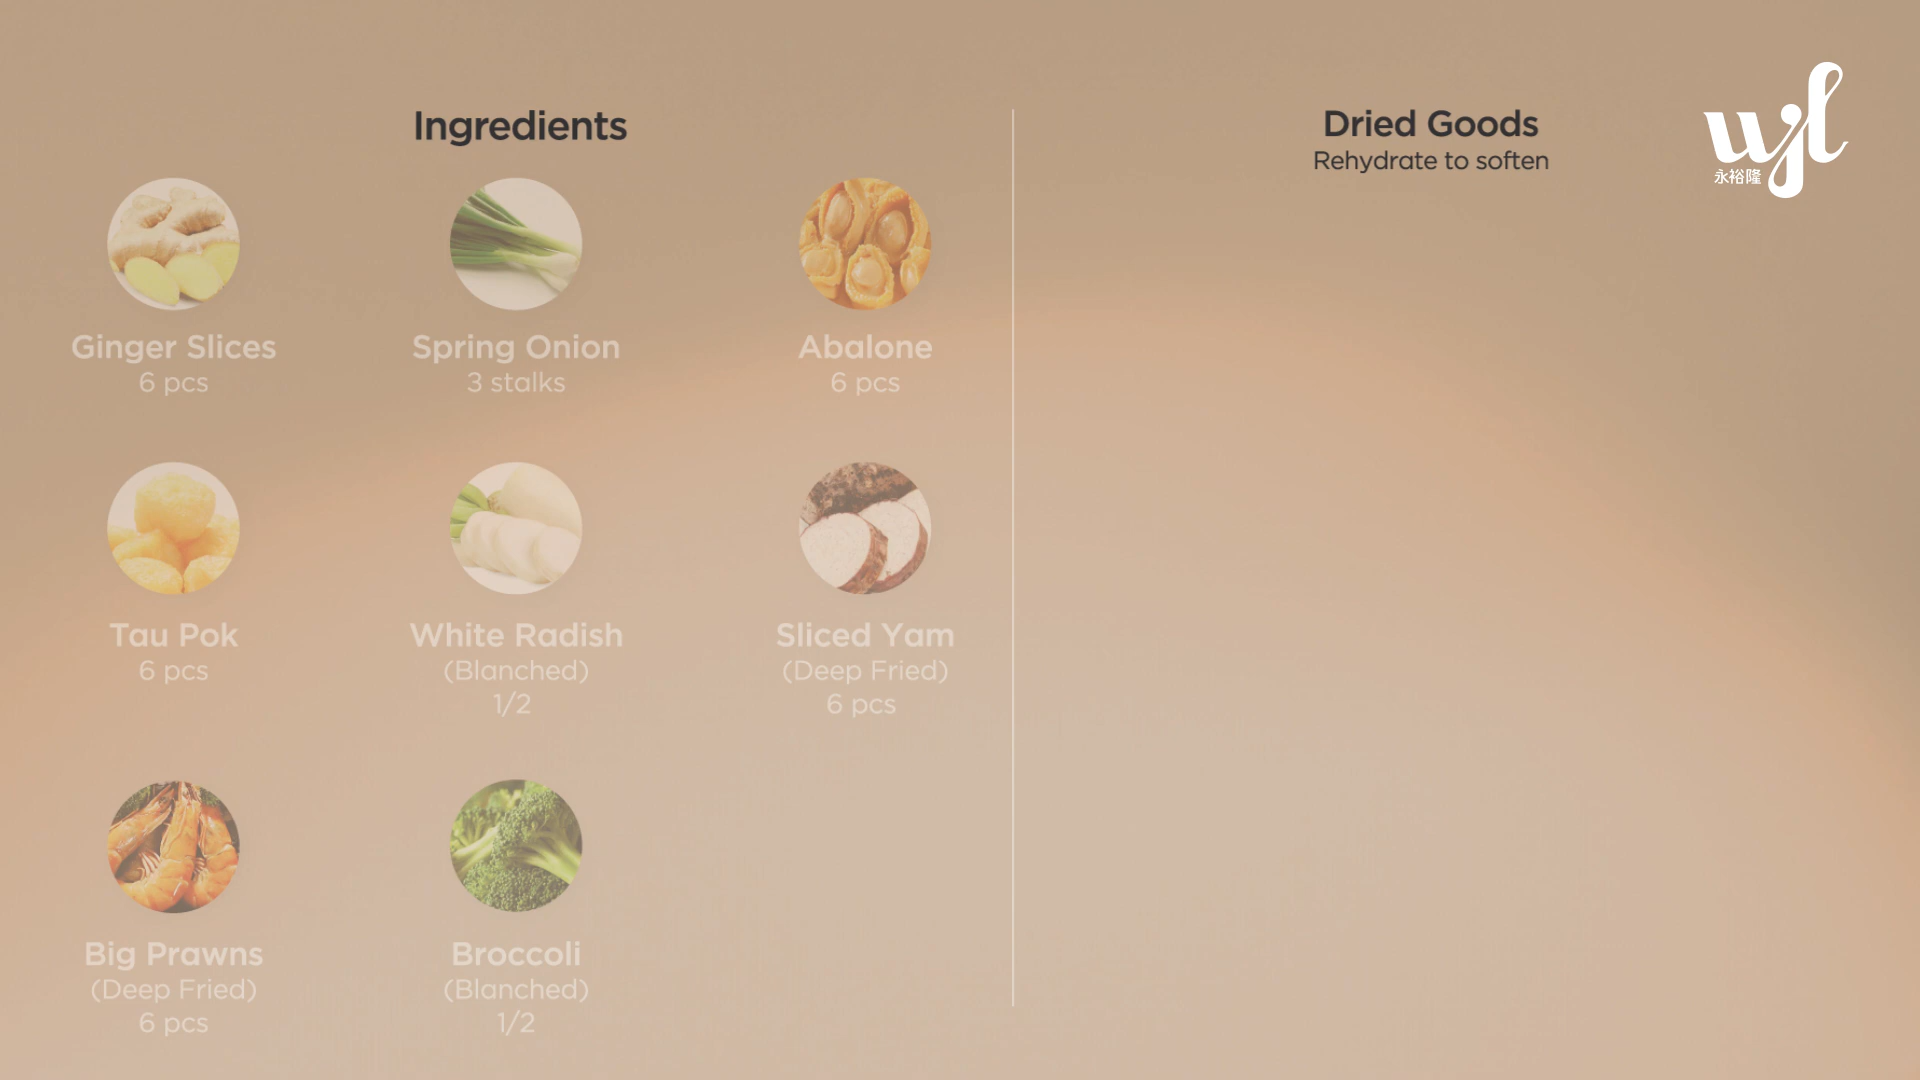 Ingredients
Ginger Slices
6 pcs
Spring Onion
3 stalks
Abalone
6 pcs
Tau Pok
6 pcs
White Radish
(Blanched)
1/2
Sliced Yam
(Deep Fried)
6 pcs
Big Prawns
(Deep Fried)
6 pcs
Broccoli
(Blanched)
1/2
Dried Goods
Rehydrate to soften
wjl
永裕隆